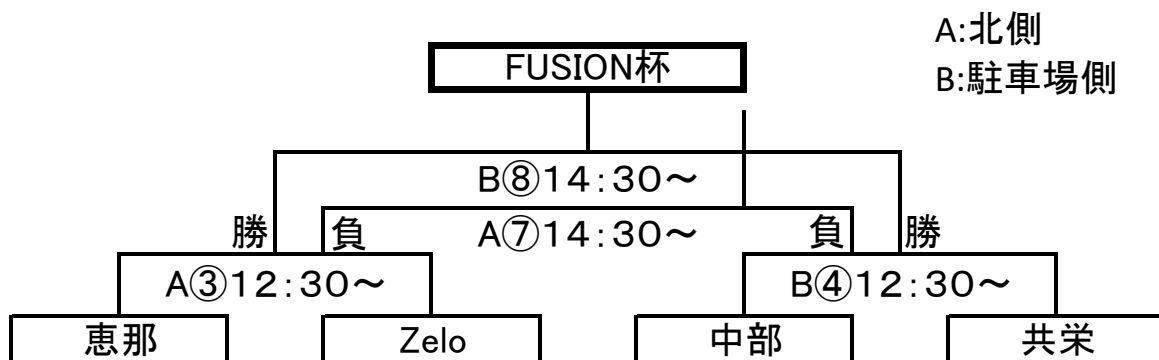 A:北側
FUSION杯
B:駐車場側
B⑧14:30～
勝 負 A⑦14:30～ 負 勝
A③12:30～ B④12:30～
恵那 Zelo 中部 共栄